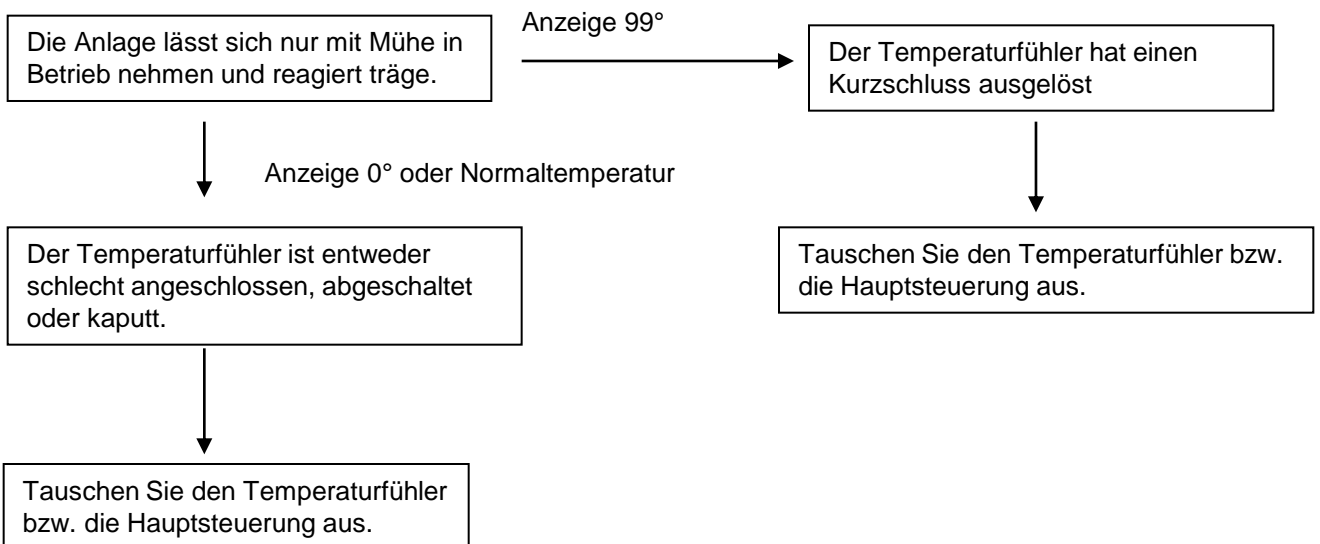 Anzeige 99°
Die Anlage lässt sich nur mit Mühe in
Betrieb nehmen und reagiert träge.
Der Temperaturfühler hat einen
Kurzschluss ausgelöst
Anzeige 0° oder Normaltemperatur
Der Temperaturfühler ist entweder
schlecht angeschlossen, abgeschaltet
oder kaputt.
Tauschen Sie den Temperaturfühler bzw.
die Hauptsteuerung aus.
Tauschen Sie den Temperaturfühler
bzw. die Hauptsteuerung aus.